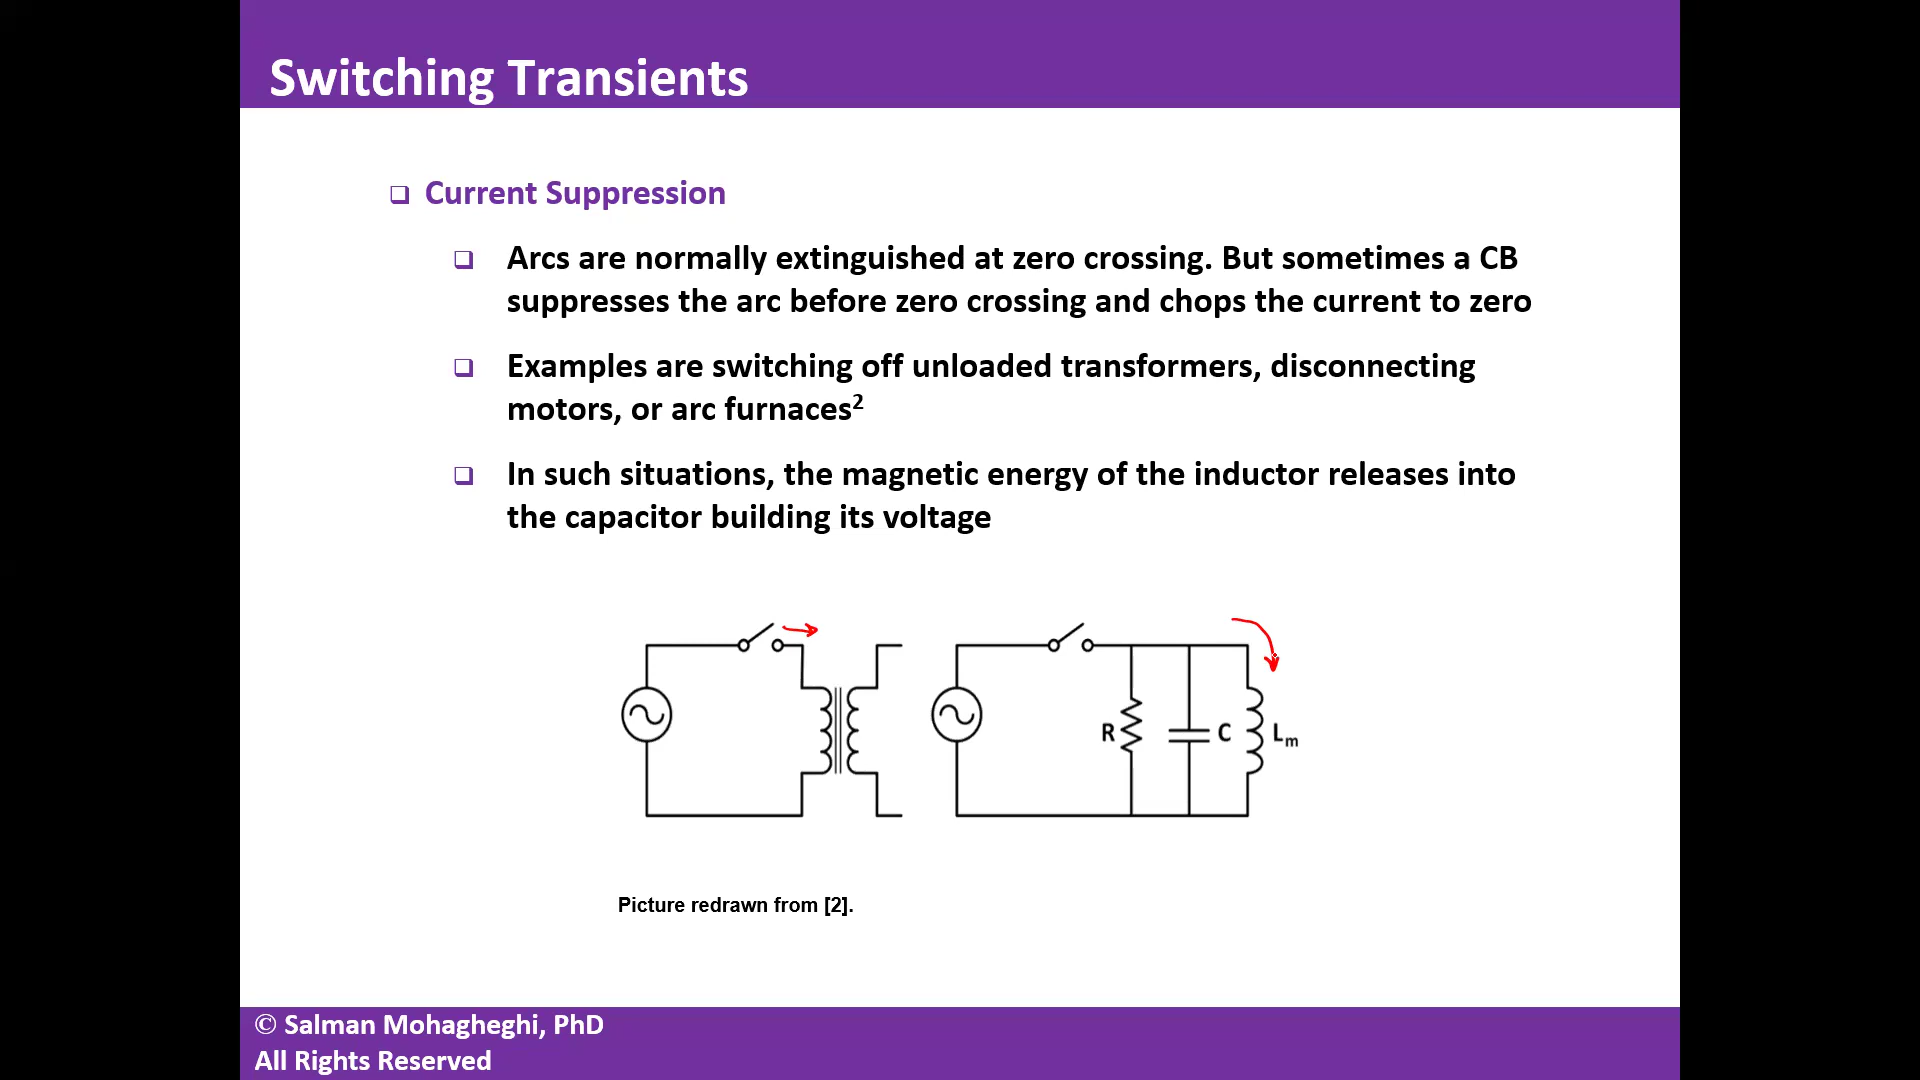 Switching Transients
Current Suppression
Arcs are normally extinguished at zero crossing. But sometimes a CB
suppresses the arc before zero crossing and chops the current to zero
Examples are switching off unloaded transformers, disconnecting
motors, or arc furnaces²
In such situations, the magnetic energy of the inductor releases into
the capacitor building its voltage
R C Lm
Picture redrawn from [2].
© Salman Mohagheghi, PhD
All Rights Reserved